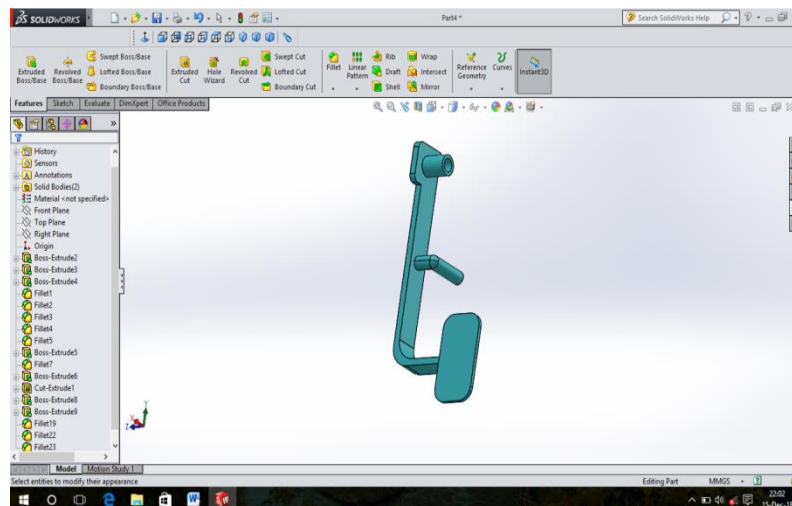 SOLIDWORKS
Part4 *
Search SolidWorks Help
Extruded Boss/Base
Revolved Boss/Base
Swept Boss/Base
Lofted Boss/Base
Boundary Boss/Base
Extruded Cut
Hole Wizard
Revolved Cut
Swept Cut
Lofted Cut
Boundary Cut
Fillet
Linear Pattern
Rib
Draft
Shell
Wrap
Intersect
Mirror
Reference Geometry
Curves
Instant3D
Features
Sketch
Evaluate
DimXpert
Office Products
History
Sensors
Annotations
Solid Bodies(2)
Material <not specified>
Front Plane
Top Plane
Right Plane
Origin
Boss-Extrude2
Boss-Extrude3
Boss-Extrude4
Fillet1
Fillet2
Fillet3
Fillet4
Fillet5
Boss-Extrude5
Fillet7
Boss-Extrude6
Cut-Extrude1
Boss-Extrude8
Boss-Extrude9
Fillet19
Fillet22
Fillet23
Y
X
Z
Model
Motion Study 1
Select entities to modify their appearance
Editing Part
MMGS
22:02